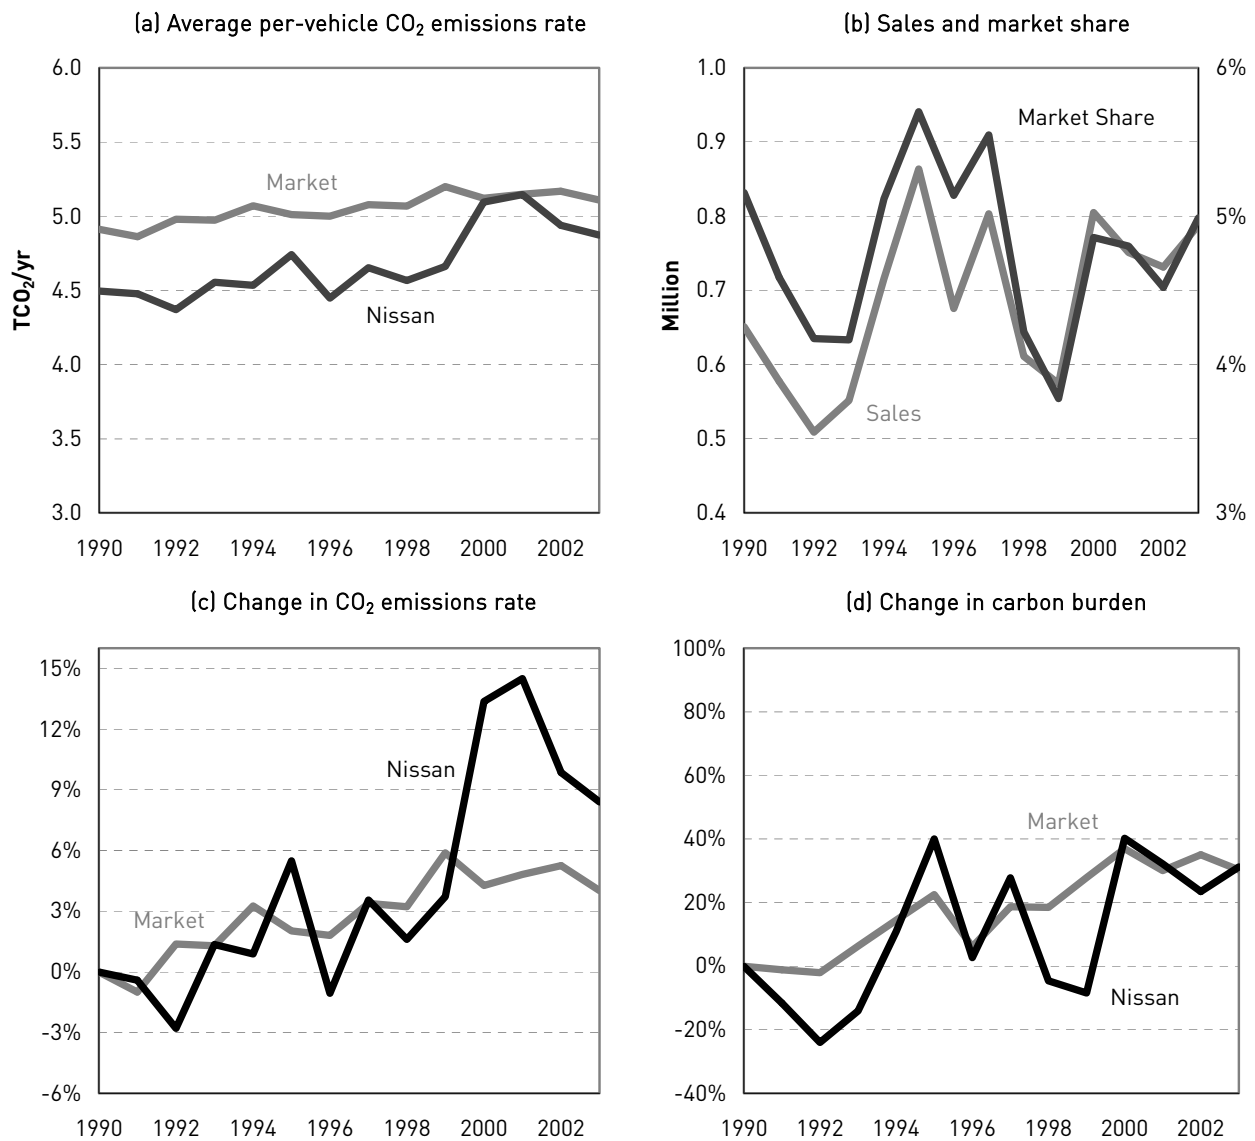 (a) Average per-vehicle CO₂ emissions rate
6.0
5.5
5.0
4.5
4.0
3.5
3.0
TCO₂/yr
Market
Nissan
1990 1992 1994 1996 1998 2000 2002
(b) Sales and market share
1.0
0.9
0.8
0.7
0.6
0.5
0.4
Million
6%
5%
4%
3%
Market Share
Sales
1990 1992 1994 1996 1998 2000 2002
(c) Change in CO₂ emissions rate
15%
12%
9%
6%
3%
0%
-3%
-6%
Nissan
Market
1990 1992 1994 1996 1998 2000 2002
(d) Change in carbon burden
100%
80%
60%
40%
20%
0%
-20%
-40%
Market
Nissan
1990 1992 1994 1996 1998 2000 2002